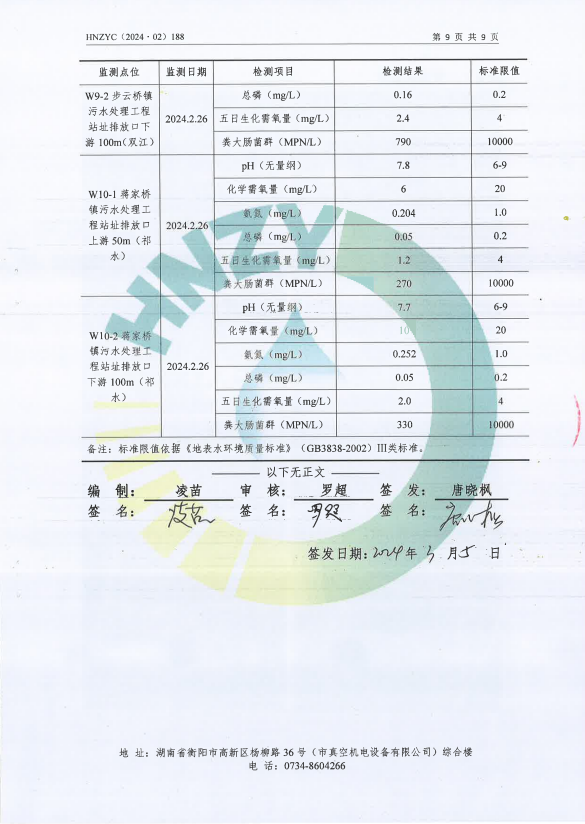 HNZYC（2024·02）188
第 9 页 共 9 页
监测点位 监测日期 检测项目 检测结果 标准限值
W9-2 步云桥镇
污水处理工程
站址排放口下
游 100m（双江）
2024.2.26
总磷（mg/L） 0.16 0.2
五日生化需氧量（mg/L） 2.4 4
粪大肠菌群（MPN/L） 790 10000
W10-1 蒋家桥
镇污水处理工
程站址排放口
上游 50m（祁
水）
2024.2.26
pH（无量纲） 7.8 6-9
化学需氧量（mg/L） 6 20
氨氮（mg/L） 0.204 1.0
总磷（mg/L） 0.05 0.2
五日生化需氧量（mg/L） 1.2 4
粪大肠菌群（MPN/L） 270 10000
W10-2 蒋家桥
镇污水处理工
程站址排放口
下游 100m（祁
水）
2024.2.26
pH（无量纲） 7.7 6-9
化学需氧量（mg/L） 10 20
氨氮（mg/L） 0.252 1.0
总磷（mg/L） 0.05 0.2
五日生化需氧量（mg/L） 2.0 4
粪大肠菌群（MPN/L） 330 10000
备注：标准限值依据《地表水环境质量标准》（GB3838-2002）III类标准。
以下无正文
编 制： 凌苗 审 核： 罗超 签 发： 唐晓枫
签 名： 凌苗 签 名： 罗超 签 名：
签发日期：2024 年 3 月 5 日
HNZY
地 址：湖南省衡阳市高新区杨柳路 36 号（市真空机电设备有限公司）综合楼
电 话：0734-8604266